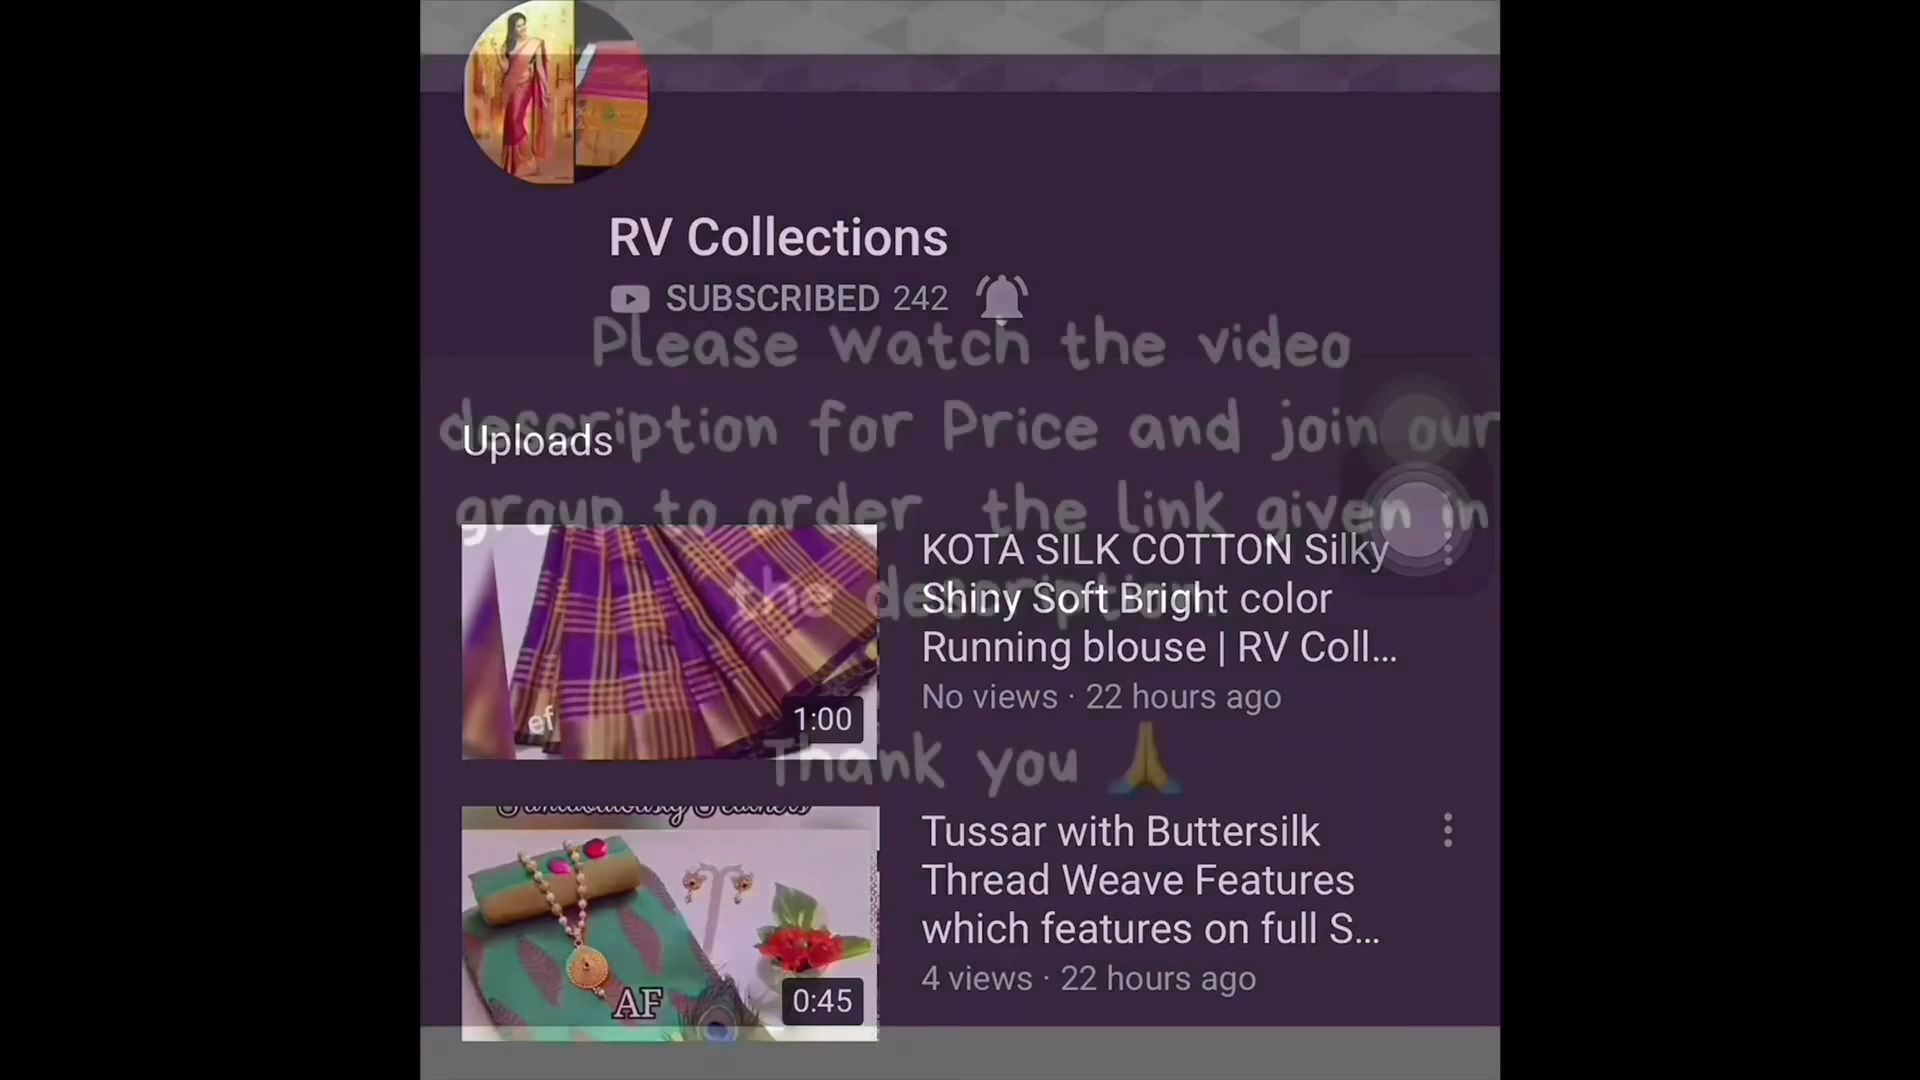 RV Collections
SUBSCRIBED 242
Please watch the video
description for Price and join our
Uploads
group to order the link given in
the description.
KOTA SILK COTTON Silky
Shiny Soft Bright color
Running blouse | RV Coll...
No views · 22 hours ago
ef
1:00
Thank you 🙏
Tussar with Buttersilk
Thread Weave Features
which features on full S...
4 views · 22 hours ago
AF
0:45